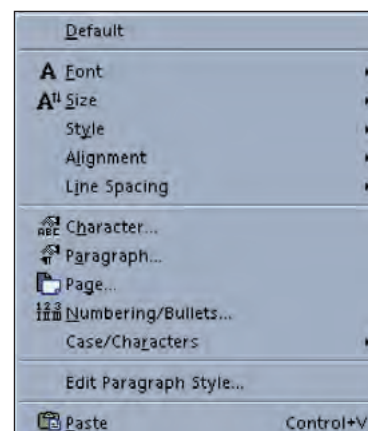 Default
Font
Size
Style
Alignment
Line Spacing
Character...
Paragraph...
Page...
Numbering/Bullets...
Case/Characters
Edit Paragraph Style...
Paste Control+V